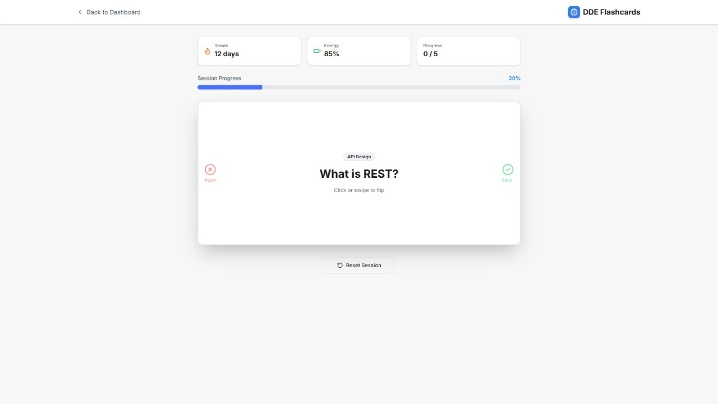 Back to Dashboard
DDE Flashcards
Streak
12 days
Energy
85%
Progress
0 / 5
Session Progress
20%
API Design
What is REST?
Click or swipe to flip
Again
Easy
Reset Session